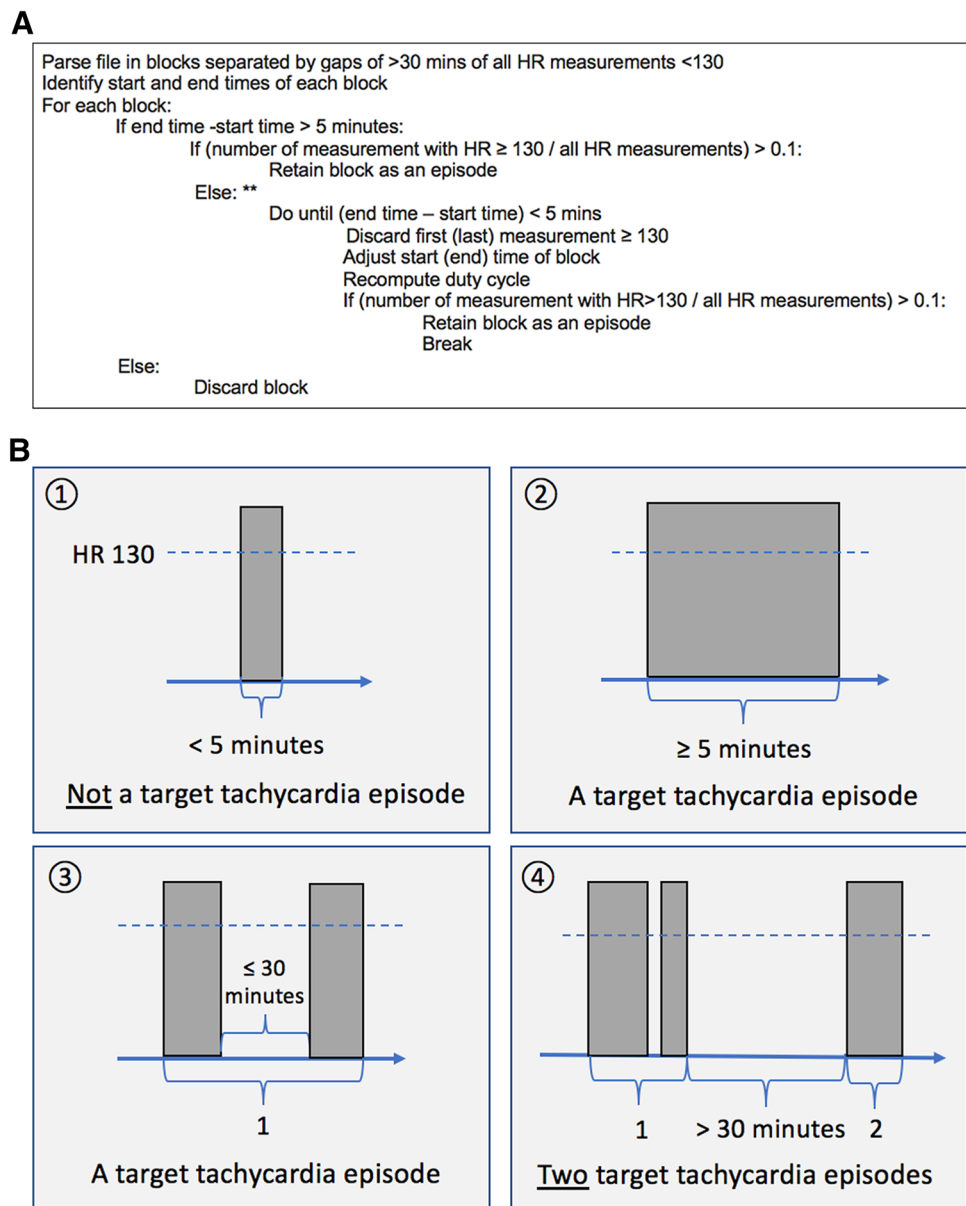 A
Parse file in blocks separated by gaps of >30 mins of all HR measurements <130
Identify start and end times of each block
For each block:
If end time -start time > 5 minutes:
If (number of measurement with HR ≥ 130 / all HR measurements) > 0.1:
Retain block as an episode
Else: **
Do until (end time – start time) < 5 mins
Discard first (last) measurement ≥ 130
Adjust start (end) time of block
Recompute duty cycle
If (number of measurement with HR>130 / all HR measurements) > 0.1:
Retain block as an episode
Break
Else:
Discard block
B
①
HR 130
< 5 minutes
Not a target tachycardia episode
②
≥ 5 minutes
A target tachycardia episode
③
≤ 30
minutes
1
A target tachycardia episode
④
1 > 30 minutes 2
Two target tachycardia episodes